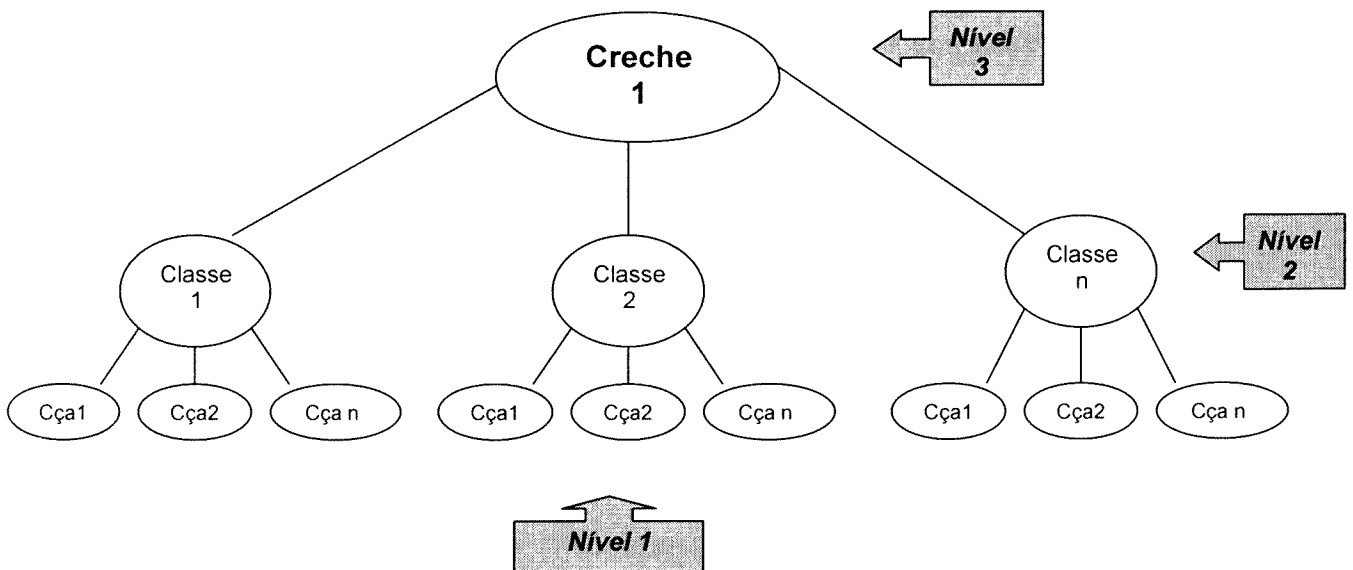 Creche
1
Nível
3
Classe
1
Classe
2
Classe
n
Nível
2
Cça1
Cça2
Cça n
Cça1
Cça2
Cça n
Cça1
Cça2
Cça n
Nível 1